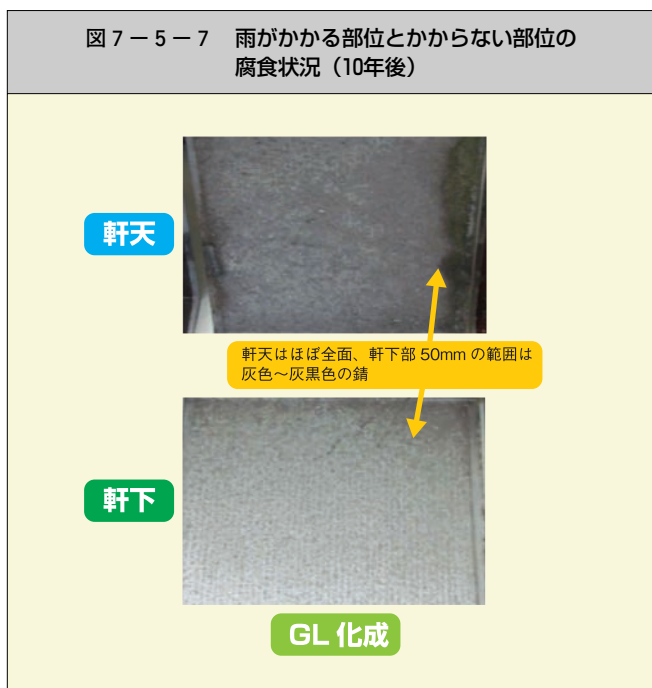 図７－５－７　雨がかかる部位とかからない部位の
腐食状況（10年後）
軒天
軒天はほぼ全面、軒下部 50mm の範囲は
灰色～灰黒色の錆
軒下
GL 化成